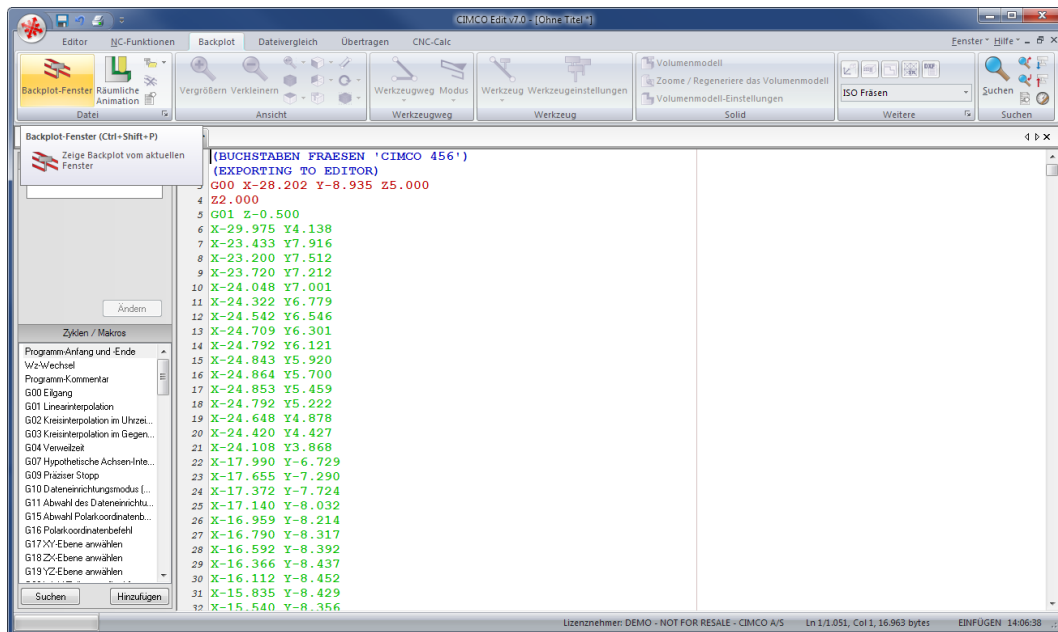 CIMCO Edit v7.0 - [Ohne Titel *]
Editor NC-Funktionen Backplot Dateivergleich Übertragen CNC-Calc Fenster Hilfe
Backplot-Fenster Räumliche Animation
Vergrößern Verkleinern
Werkzeugweg Modus
Werkzeug Werkzeugeinstellungen
Volumenmodell
Zoome / Regeneriere das Volumenmodell
Volumenmodell-Einstellungen
ISO Fräsen
Suchen
Datei Ansicht Werkzeugweg Werkzeug Solid Weitere Suchen
Backplot-Fenster (Ctrl+Shift+P)
Zeige Backplot vom aktuellen
Fenster
Ändern
Zyklen / Makros
Programm-Anfang und -Ende
Wz-Wechsel
Programm-Kommentar
G00 Eilgang
G01 Linearinterpolation
G02 Kreisinterpolation im Uhrzei...
G03 Kreisinterpolation im Gegen...
G04 Verweilzeit
G07 Hypothetische Achsen-Inte...
G09 Präziser Stopp
G10 Dateneinrichtungsmodus (...
G11 Abwahl des Dateneinrichtu...
G15 Abwahl Polarkoordinatenb...
G16 Polarkoordinatenbefehl
G17 XY-Ebene anwählen
G18 ZX-Ebene anwählen
G19 YZ-Ebene anwählen
Suchen Hinzufügen
(BUCHSTABEN FRAESEN 'CIMCO 456')
(EXPORTING TO EDITOR)
3 G00 X-28.202 Y-8.935 Z5.000
4 Z2.000
5 G01 Z-0.500
6 X-29.975 Y4.138
7 X-23.433 Y7.916
8 X-23.200 Y7.512
9 X-23.720 Y7.212
10 X-24.048 Y7.001
11 X-24.322 Y6.779
12 X-24.542 Y6.546
13 X-24.709 Y6.301
14 X-24.792 Y6.121
15 X-24.843 Y5.920
16 X-24.864 Y5.700
17 X-24.853 Y5.459
18 X-24.792 Y5.222
19 X-24.648 Y4.878
20 X-24.420 Y4.427
21 X-24.108 Y3.868
22 X-17.990 Y-6.729
23 X-17.655 Y-7.290
24 X-17.372 Y-7.724
25 X-17.140 Y-8.032
26 X-16.959 Y-8.214
27 X-16.790 Y-8.317
28 X-16.592 Y-8.392
29 X-16.366 Y-8.437
30 X-16.112 Y-8.452
31 X-15.835 Y-8.429
32 X-15.540 Y-8.356
Lizenznehmer: DEMO - NOT FOR RESALE - CIMCO A/S Ln 1/1.051, Col 1, 16.963 bytes EINFÜGEN 14:06:38